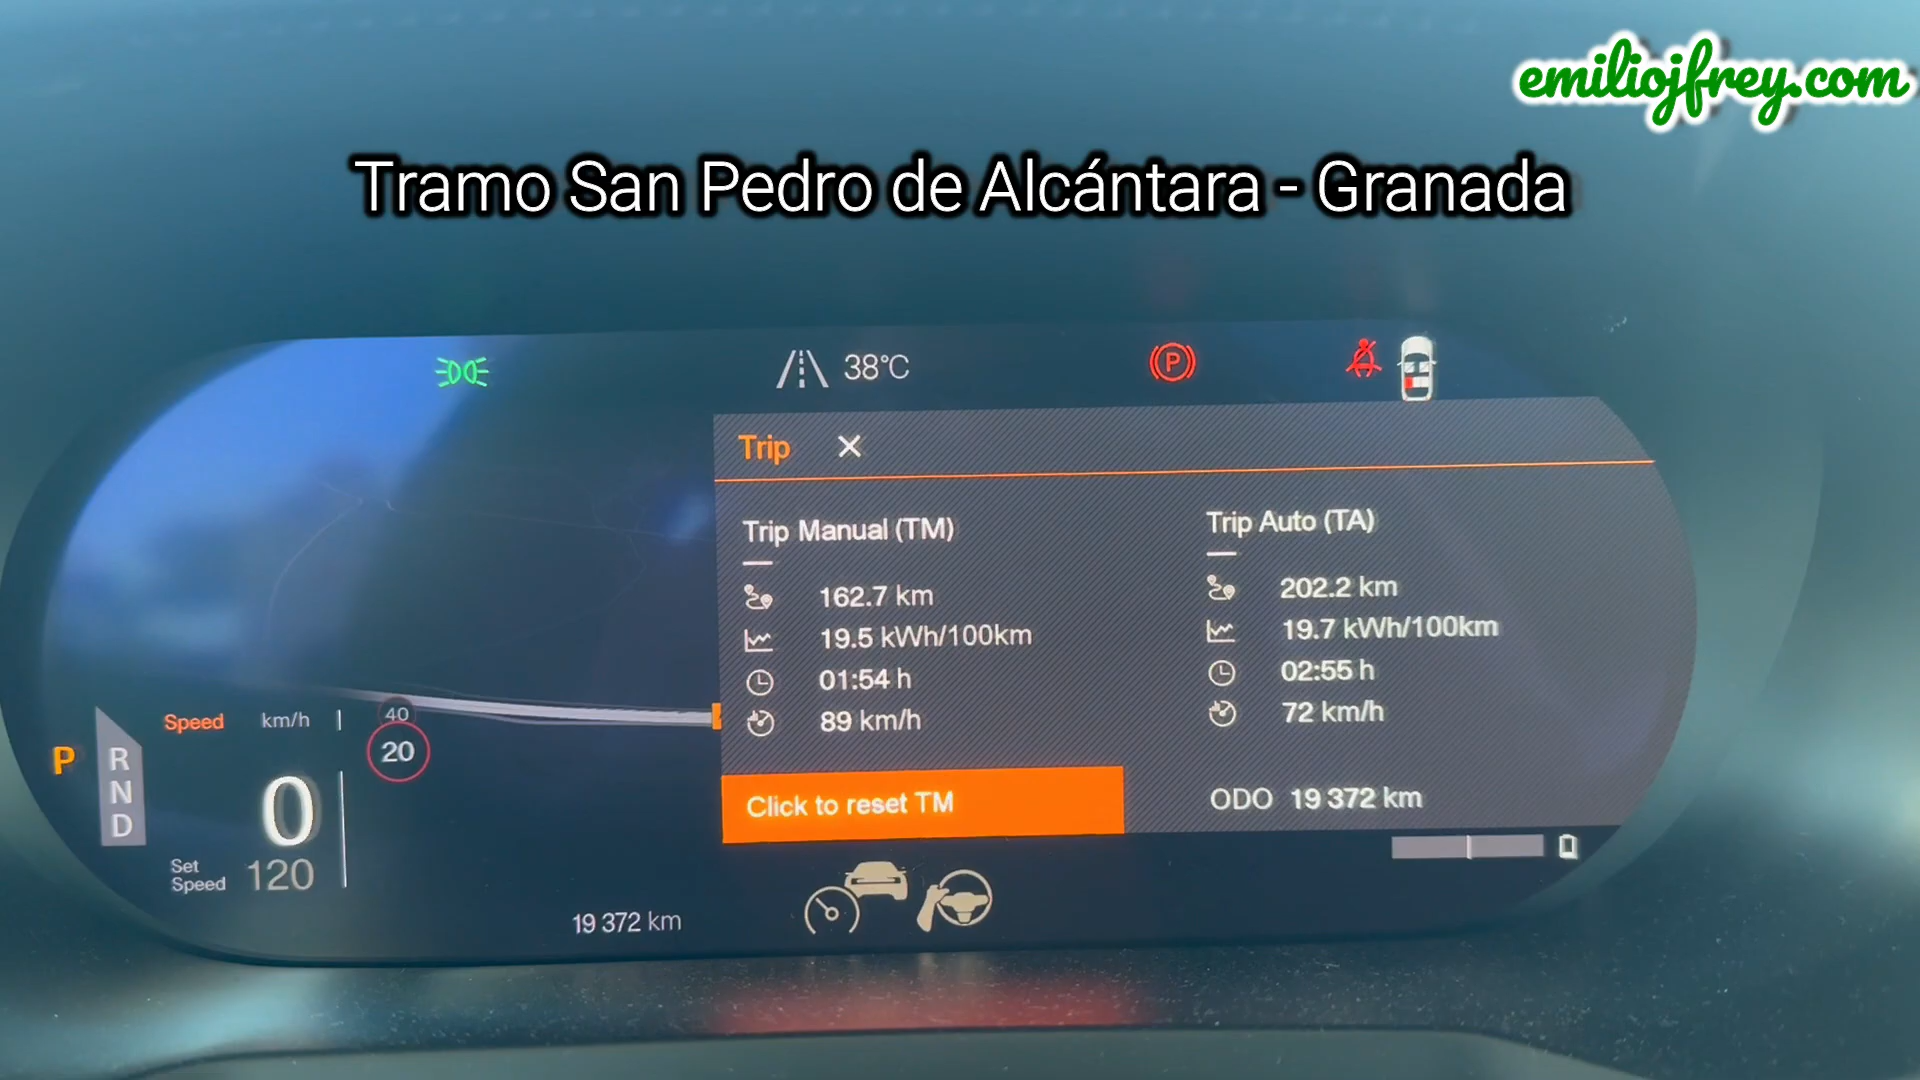 emiliojfrey.com
Tramo San Pedro de Alcántara - Granada
38°C
P
Trip ✕
Trip Manual (TM)
162.7 km
19.5 kWh/100km
01:54 h
89 km/h
Click to reset TM
Trip Auto (TA)
202.2 km
19.7 kWh/100km
02:55 h
72 km/h
ODO 19 372 km
Speed km/h
40
20
P
R
N
D
0
Set Speed 120
19 372 km